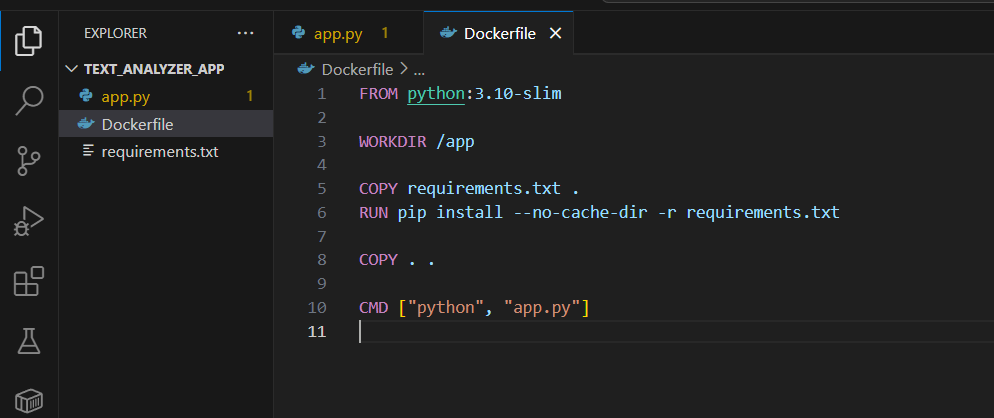 EXPLORER ...
TEXT_ANALYZER_APP
app.py 1
Dockerfile
requirements.txt
app.py 1
Dockerfile
Dockerfile > ...
1 FROM python:3.10-slim
2
3 WORKDIR /app
4
5 COPY requirements.txt .
6 RUN pip install --no-cache-dir -r requirements.txt
7
8 COPY . .
9
10 CMD ["python", "app.py"]
11